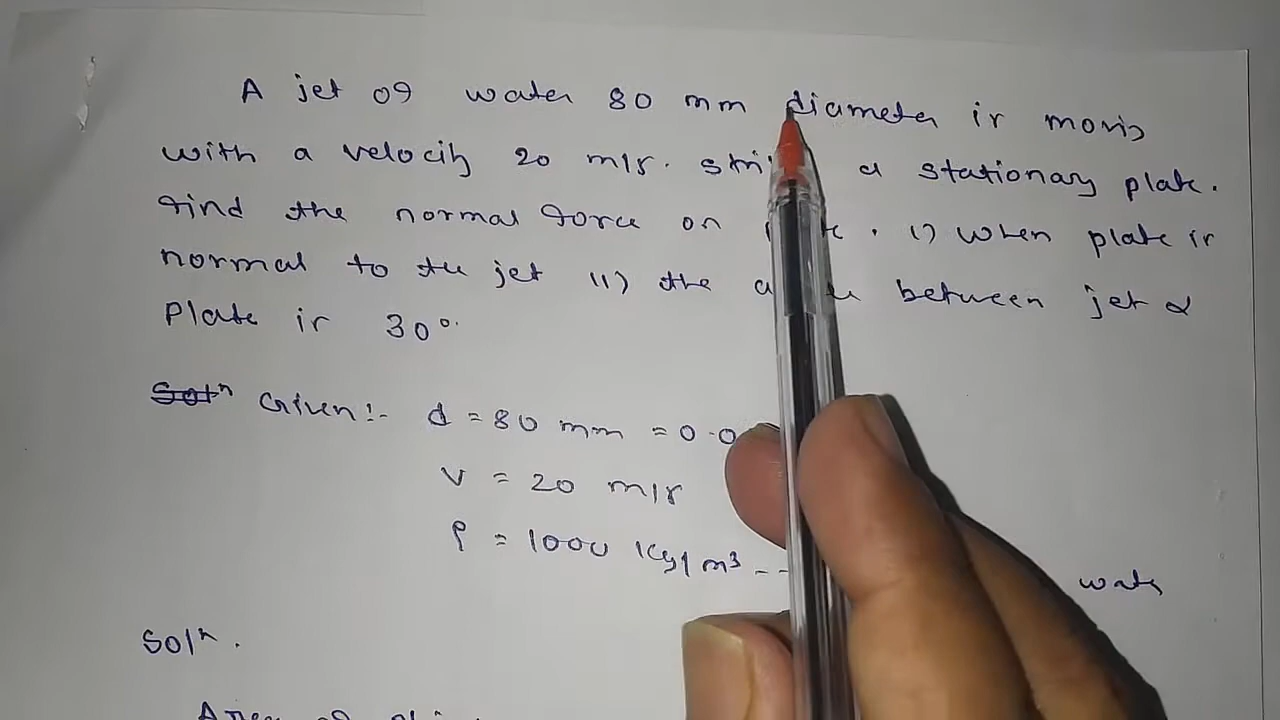 A jet of water 80 mm diameter is moving
with a velocity 20 m/s. a stationary plate.
find the normal force on . i) When plate is
normal to the jet ii) the between jet &
Plate is 30°.
Soln Given:- d = 80 mm = 0.0
V = 20 m/s
ρ = 1000 Kg/m³ --
Soln.
Area of